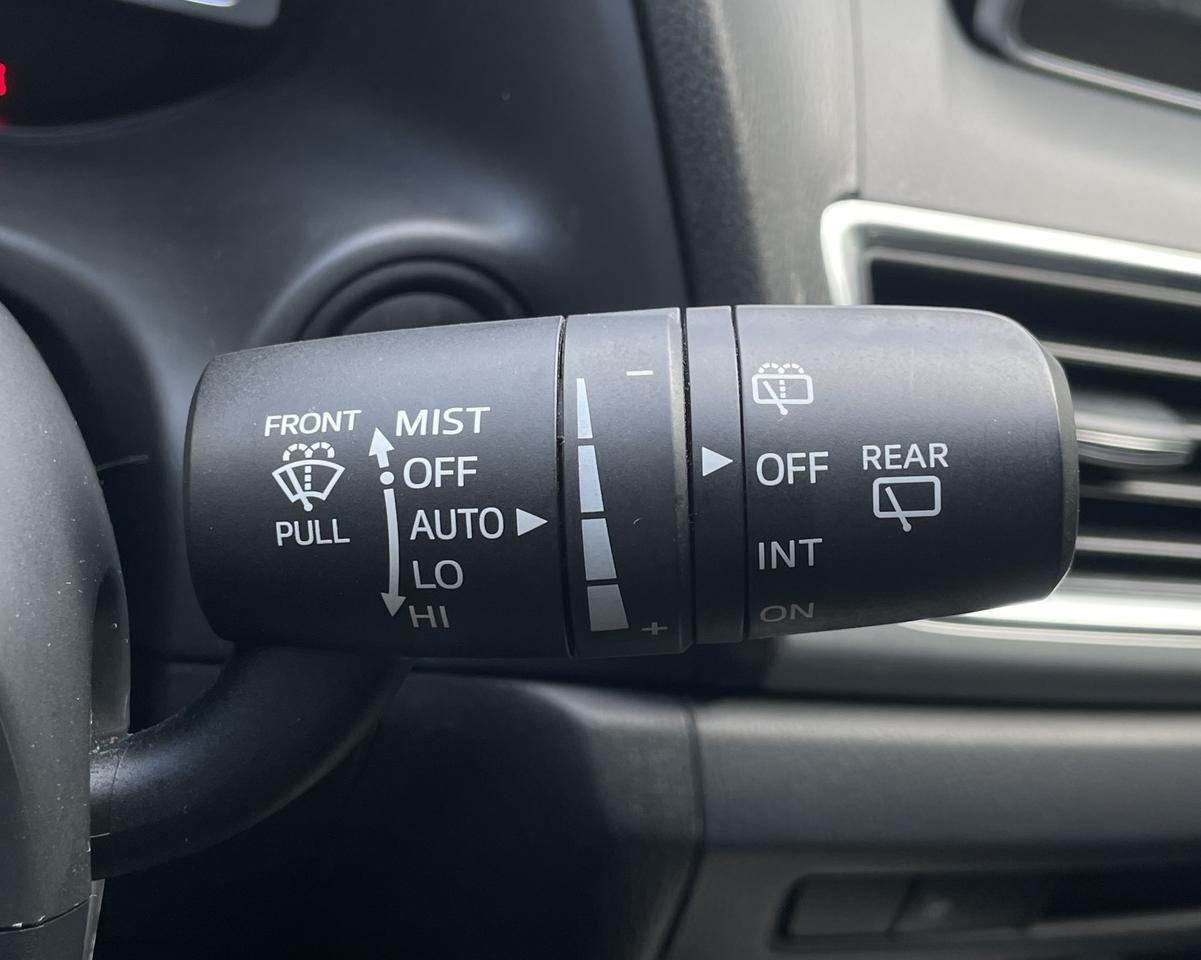 FRONT
PULL
MIST
OFF
AUTO
LO
HI
−
+
OFF
INT
ON
REAR